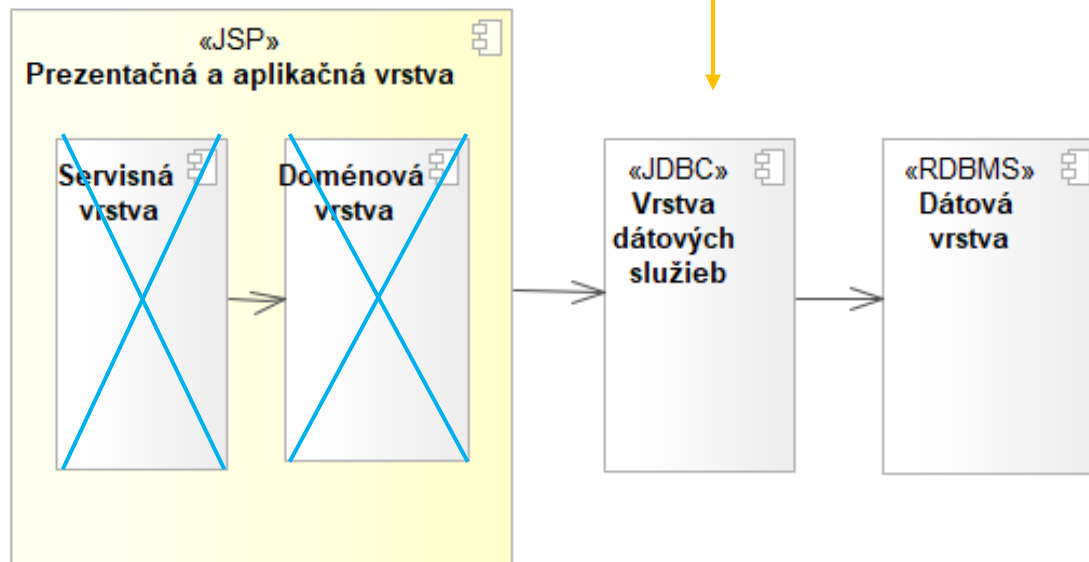 «JSP»
Prezentačná a aplikačná vrstva
Servisná
vrstva
Doménová
vrstva
«JDBC»
Vrstva
dátových
služieb
«RDBMS»
Dátová
vrstva